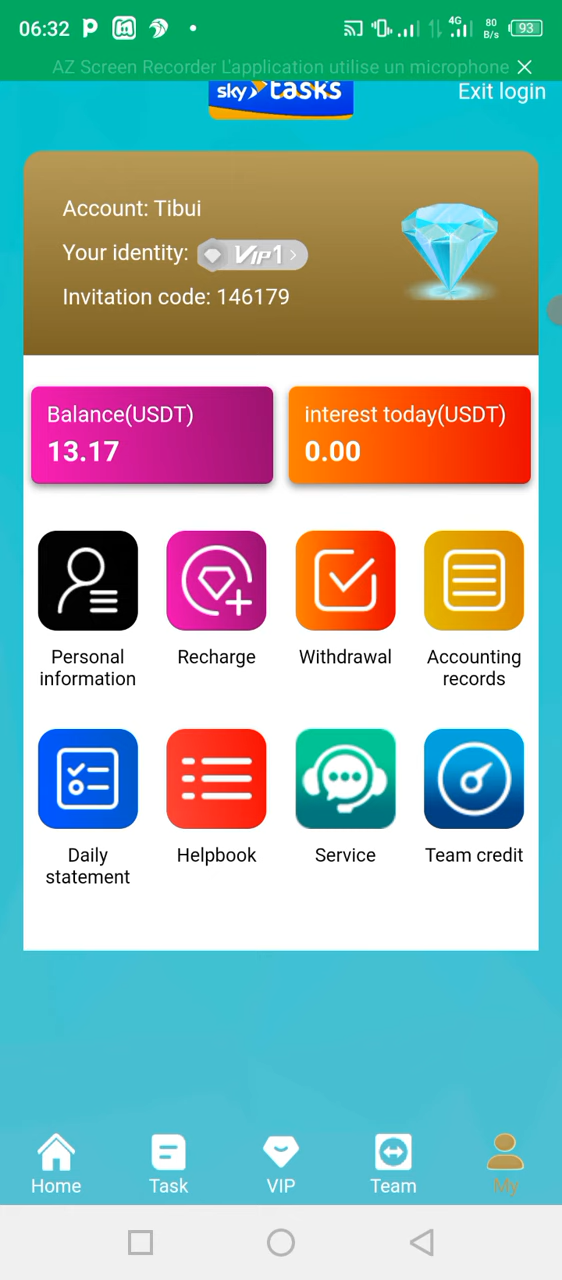 06:32
4G
80
B/s
93
AZ Screen Recorder L'application utilise un microphone
sky tasks
Exit login
Account: Tibui
Your identity: VIP1
Invitation code: 146179
Balance(USDT)
13.17
interest today(USDT)
0.00
Personal
information
Recharge
Withdrawal
Accounting
records
Daily
statement
Helpbook
Service
Team credit
Home
Task
VIP
Team
My